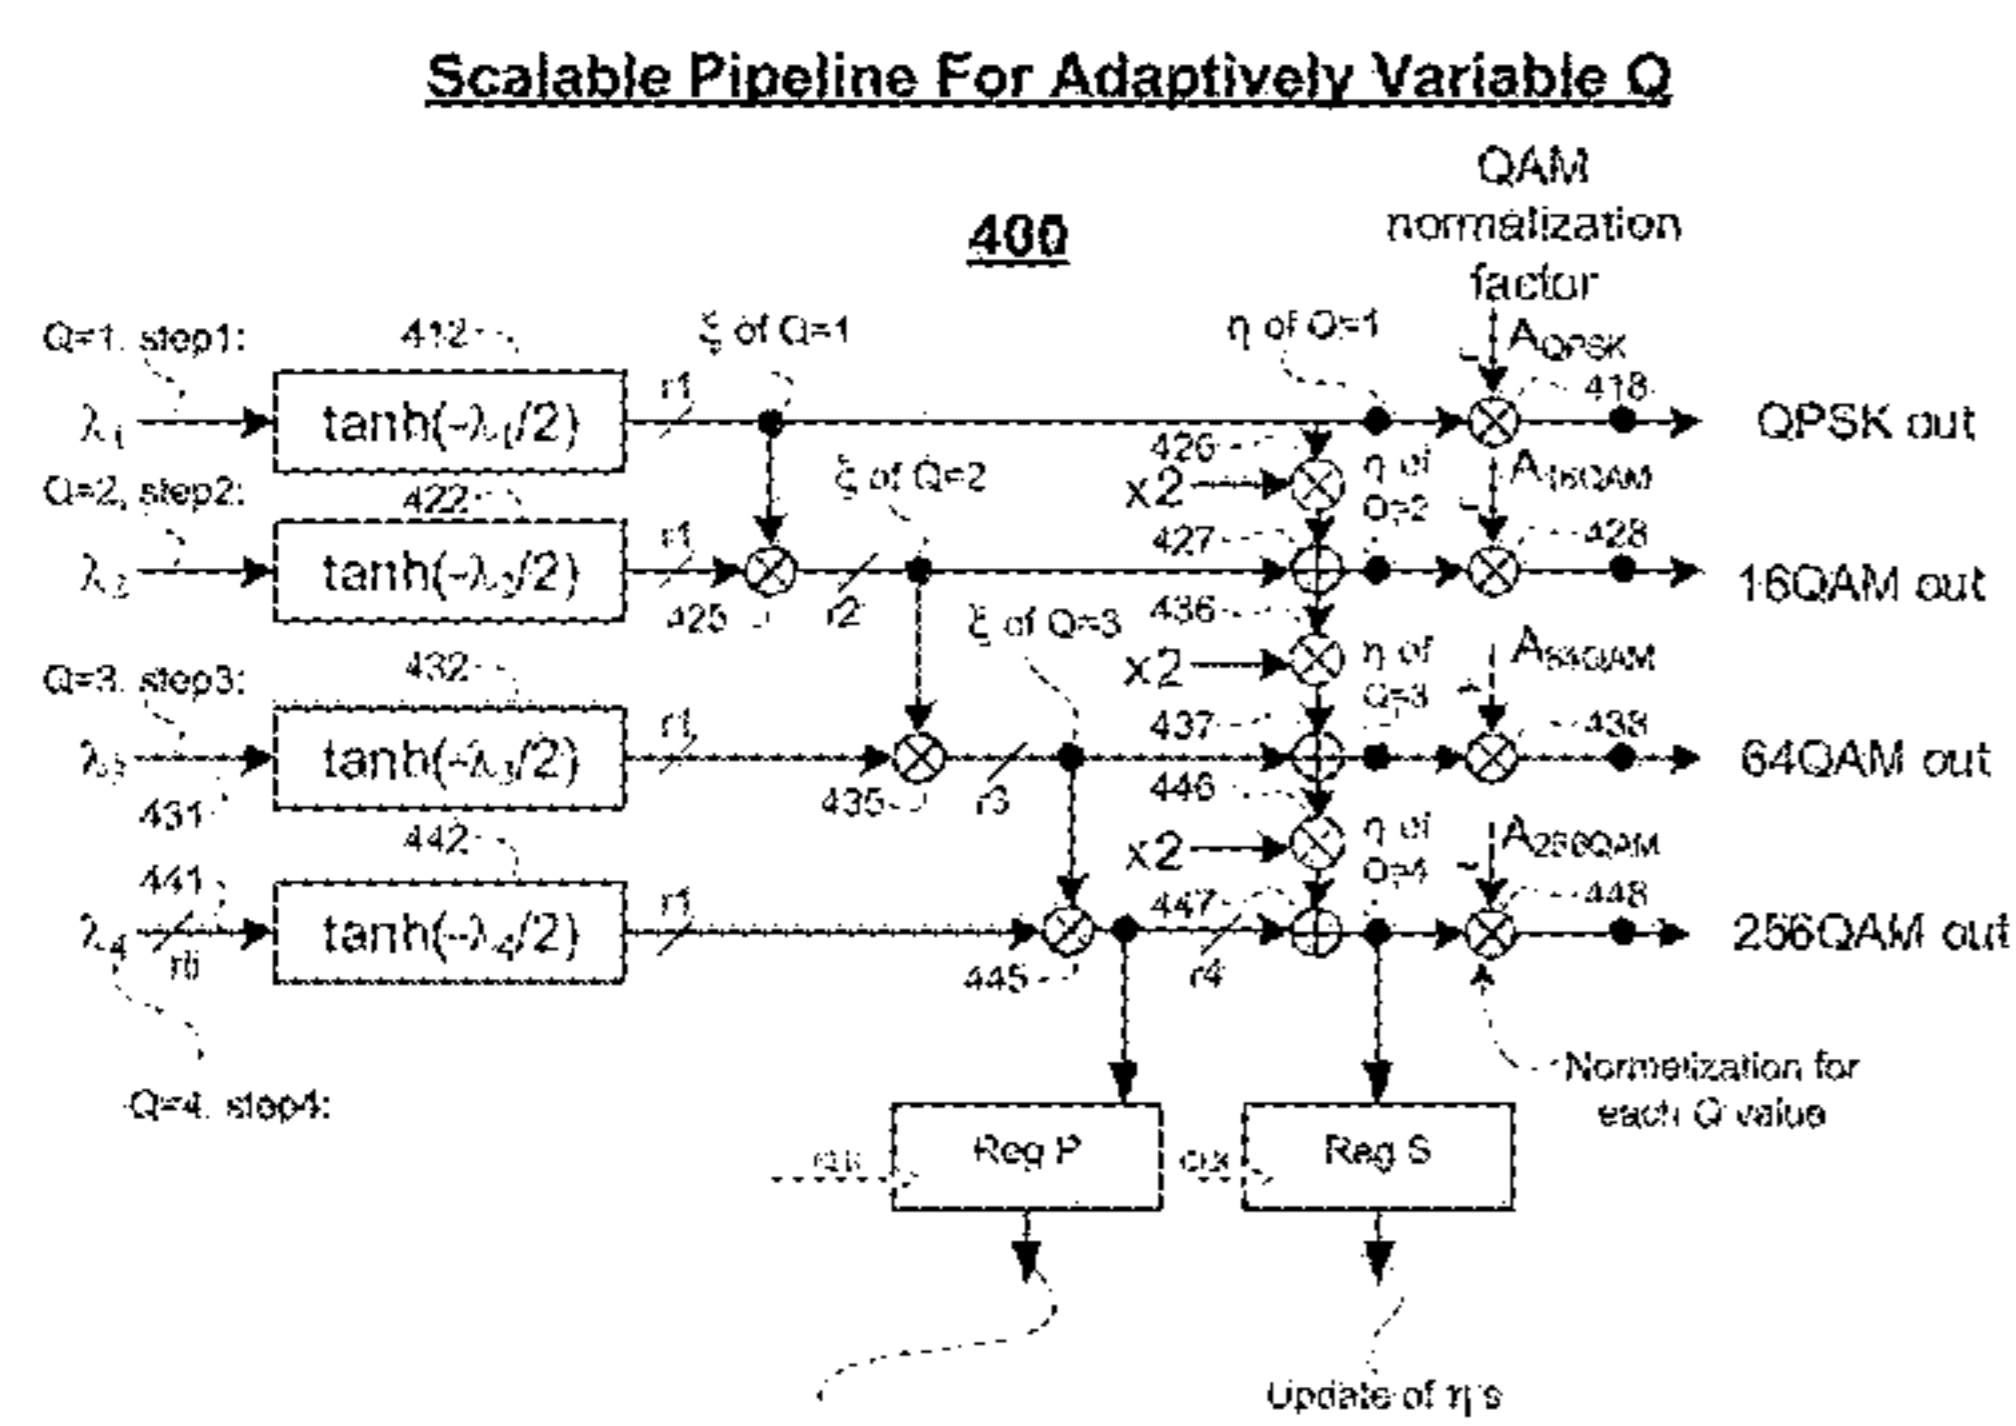 Scalable Pipeline For Adaptively Variable Q
QAM
normalization
factor
400
Q=1, step1:
412
ξ of Q=1
η of Q=1
A_QPSK
λ1
tanh(-λ1/2)
r1
418
QPSK out
426
x2
η of
Q=2
A_16QAM
Q=2, step2:
422
ξ of Q=2
λ2
tanh(-λ2/2)
r1
425
r2
427
428
16QAM out
436
x2
η of
Q=3
A_64QAM
Q=3, step3:
432
ξ of Q=3
λ3
tanh(-λ3/2)
r1
431
435
r3
437
438
64QAM out
446
x2
η of
Q=4
A_256QAM
442
441
λ4
tanh(-λ4/2)
r1
445
447
r4
448
256QAM out
Q=4, step4:
Normalization for
each Q value
Reg P
Reg S
Update of η's